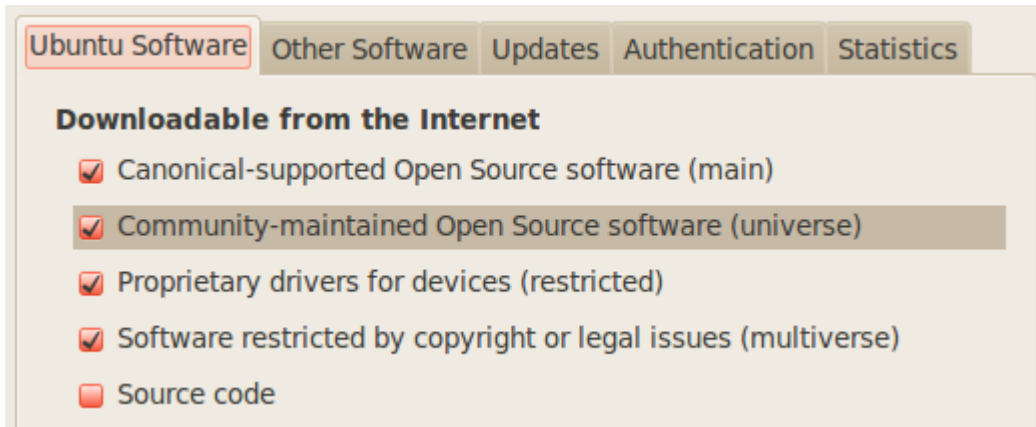 Ubuntu Software Other Software Updates Authentication Statistics
Downloadable from the Internet
Canonical-supported Open Source software (main)
Community-maintained Open Source software (universe)
Proprietary drivers for devices (restricted)
Software restricted by copyright or legal issues (multiverse)
Source code